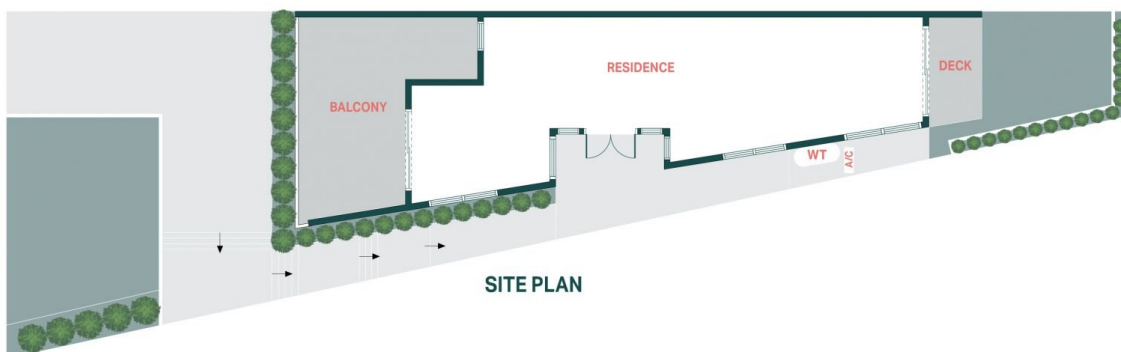 RESIDENCE
DECK
BALCONY
WT
A/C
SITE PLAN